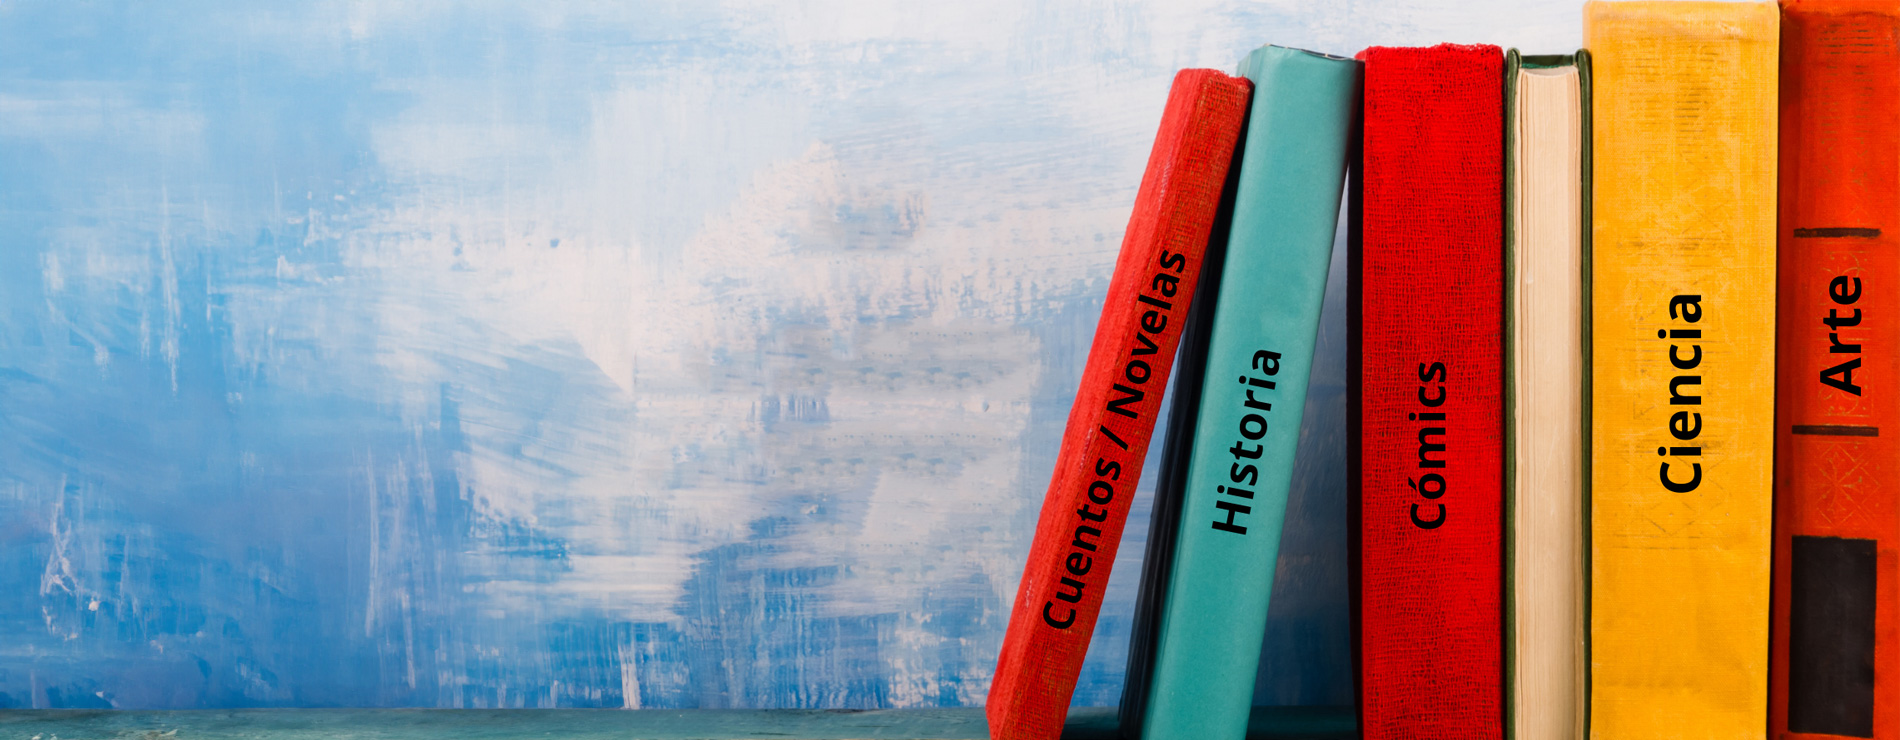 Cuentos / Novelas
Historia
Cómics
Ciencia
Arte